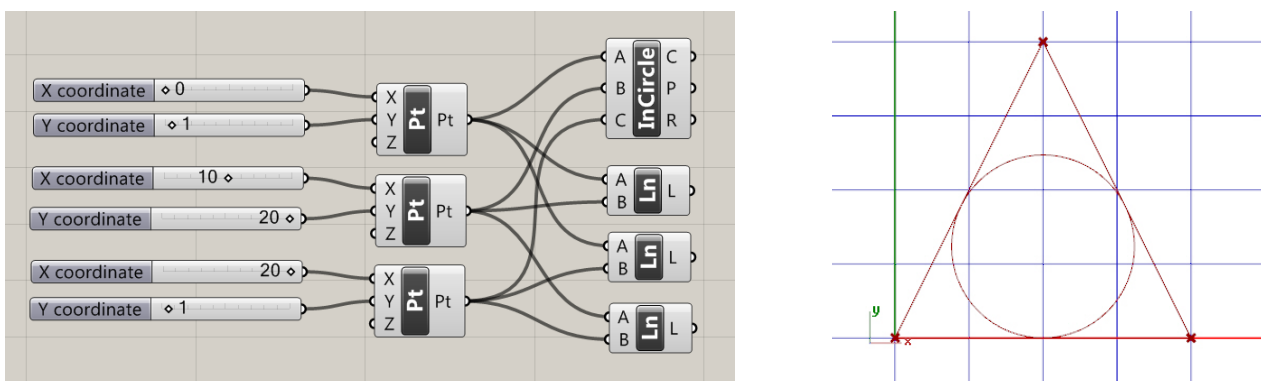 X coordinate 0
Y coordinate 1
X coordinate 10
Y coordinate 20
X coordinate 20
Y coordinate 1
X
Y
Z
Pt
Pt
X
Y
Z
Pt
Pt
X
Y
Z
Pt
Pt
A
B
C
InCircle
C
P
R
A
B
Ln
L
A
B
Ln
L
A
B
Ln
L
y
x